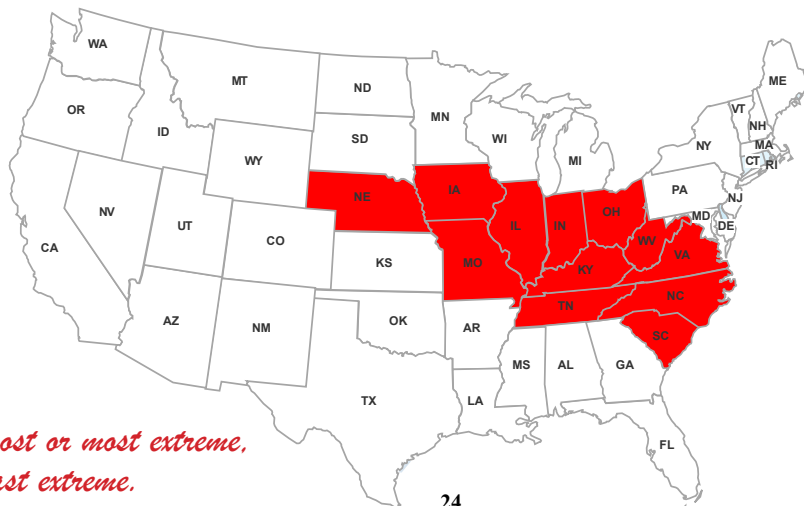 WA
MT
ND
MN
ME
OR
ID
SD
WI
MI
VT
NH
NY
MA
CT
RI
WY
NE
IA
PA
NJ
NV
UT
CO
IL
IN
OH
MD
DE
CA
KS
MO
WV
VA
KY
AZ
NM
OK
AR
TN
NC
SC
TX
LA
MS
AL
GA
FL
ost or most extreme,
st extreme.
24